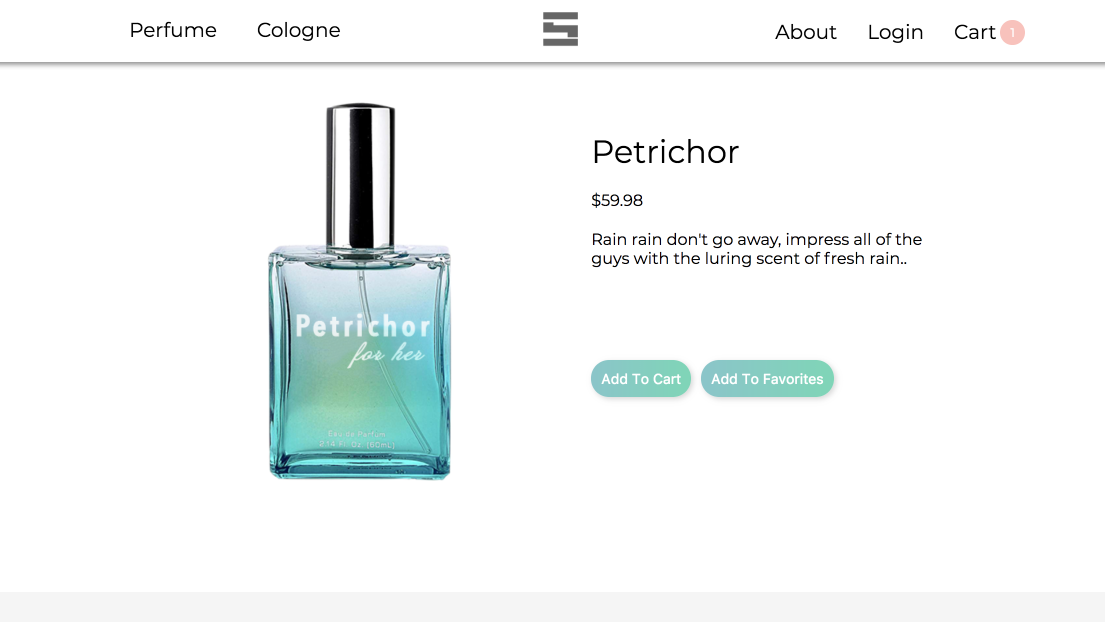 Perfume
Cologne
About
Login
Cart 1
Petrichor
for her
Eau de Parfum
2.14 Fl Oz. (60mL)
Petrichor
$59.98
Rain rain don't go away, impress all of the
guys with the luring scent of fresh rain..
Add To Cart
Add To Favorites